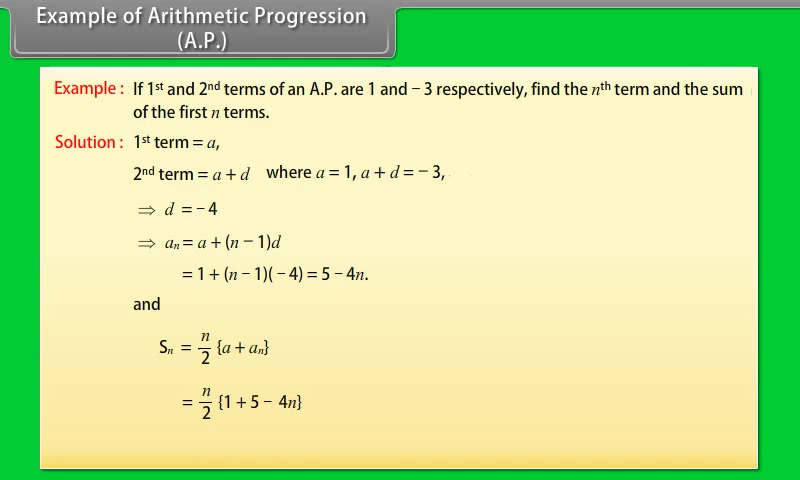 Example of Arithmetic Progression
(A.P.)
Example : If 1st and 2nd terms of an A.P. are 1 and − 3 respectively, find the nth term and the sum
of the first n terms.
Solution : 1st term = a,
2nd term = a + d where a = 1, a + d = − 3,
⇒ d = − 4
⇒ an = a + (n − 1)d
= 1 + (n − 1)( − 4) = 5 − 4n.
and
Sn = n/2 {a + an}
= n/2 {1 + 5 − 4n}